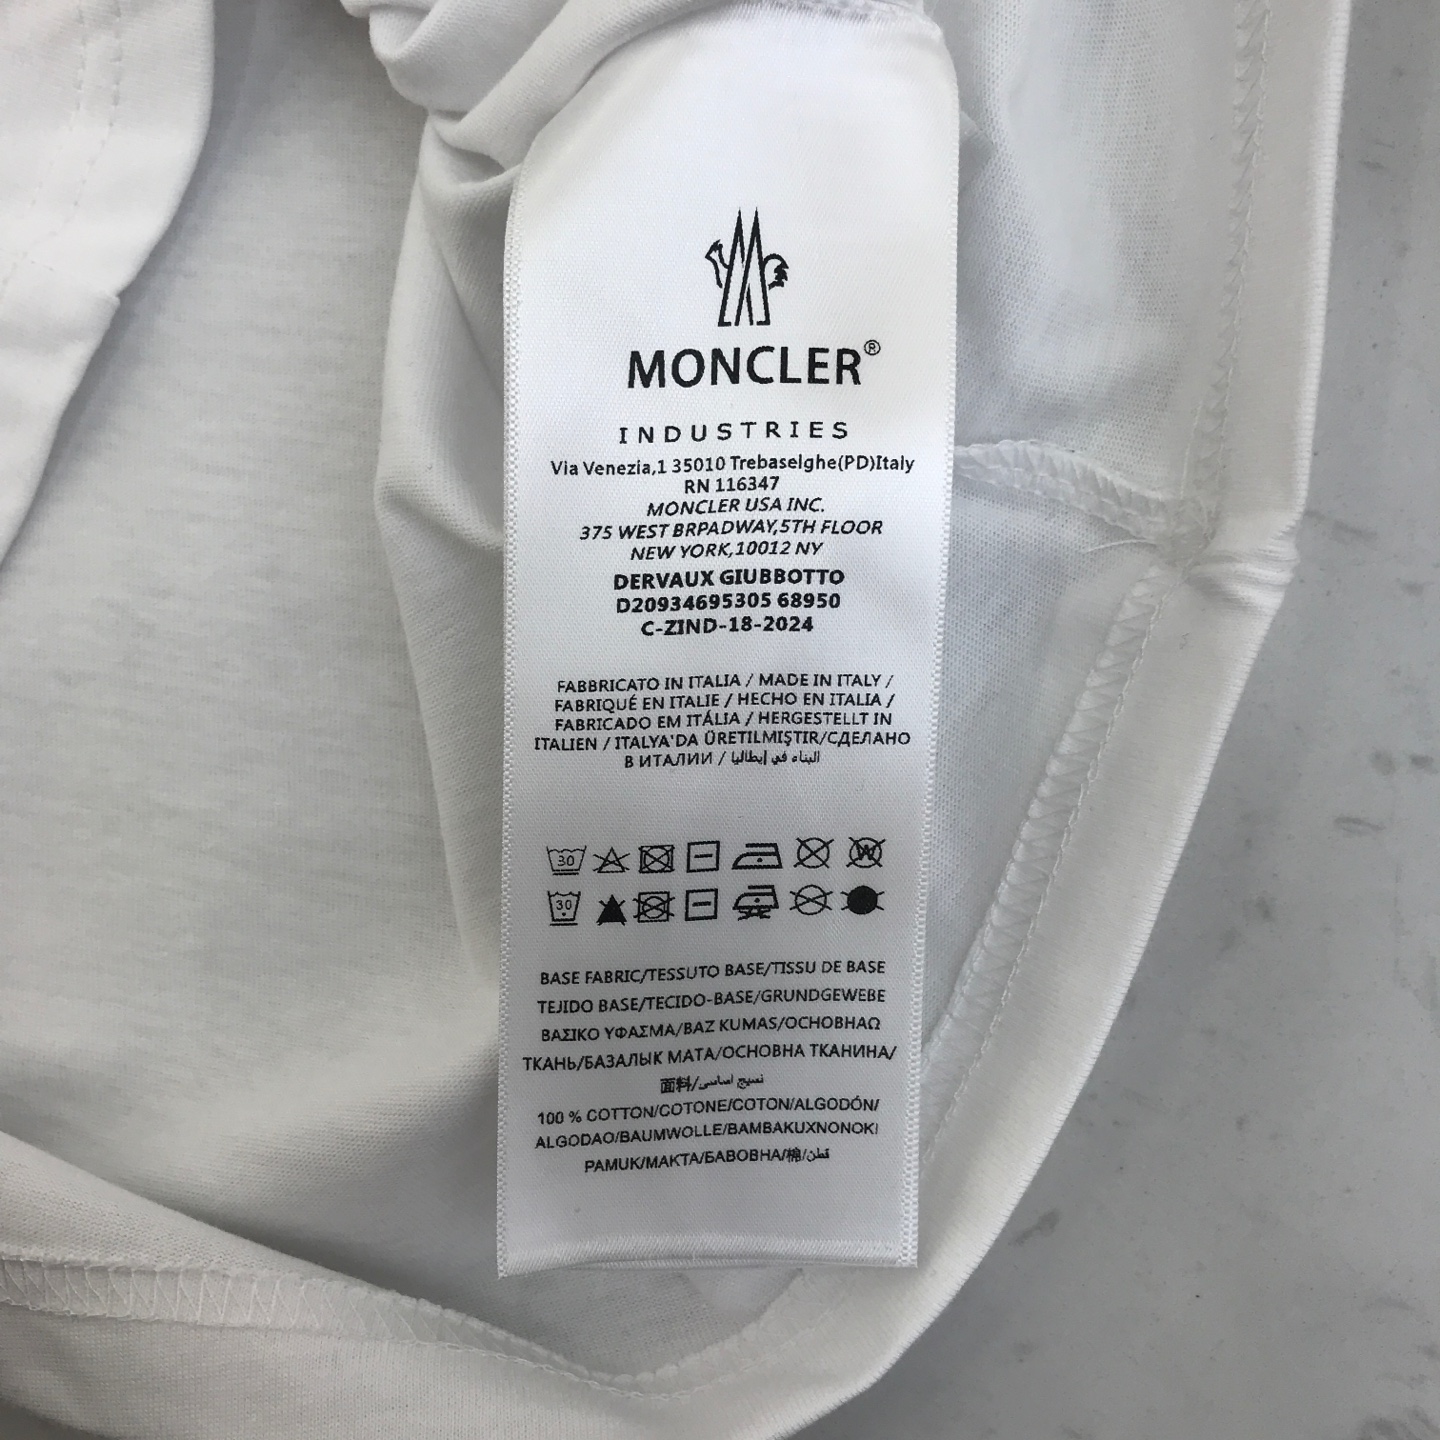 MONCLER®
INDUSTRIES
Via Venezia,1 35010 Trebaselghe(PD)Italy
RN 116347
MONCLER USA INC.
375 WEST BRPADWAY,5TH FLOOR
NEW YORK,10012 NY
DERVAUX GIUBBOTTO
D20934695305 68950
C-ZIND-18-2024
FABBRICATO IN ITALIA / MADE IN ITALY /
FABRIQUÉ EN ITALIE / HECHO EN ITALIA /
FABRICADO EM ITÁLIA / HERGESTELLT IN
ITALIEN / ITALYA'DA ÜRETILMIŞTIR/СДЕЛАНО
В ИТАЛИИ / البناء في إيطاليا
30 W
30
BASE FABRIC/TESSUTO BASE/TISSU DE BASE
TEJIDO BASE/TECIDO-BASE/GRUNDGEWEBE
ΒΑΣΙΚΟ ΥΦΑΣΜΑ/BAZ KUMAS/ОСНОВНАΩ
ТКАНЬ/БАЗАЛЫК МАТА/ОСНОВНА ТКАНИНА/
面料/نسيج اساسى
100 % COTTON/COTONE/COTON/ALGODÓN/
ALGODAO/BAUMWOLLE/BAMBAKUXNONOK/
PAMUK/MAKTA/БАВОВНА/棉/قطن